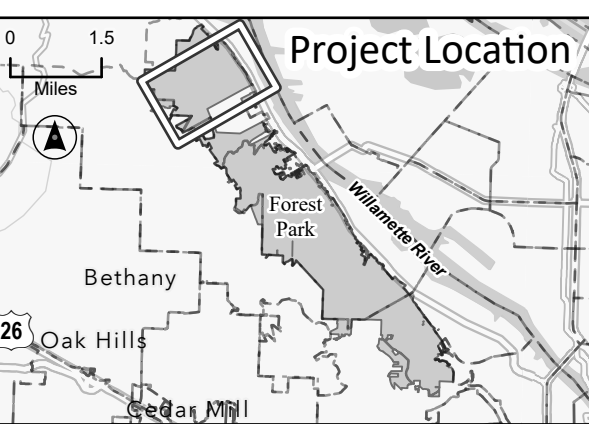 0 1.5
Miles
Project Location
Forest
Park
Willamette River
Bethany
26
Oak Hills
Cedar Mill